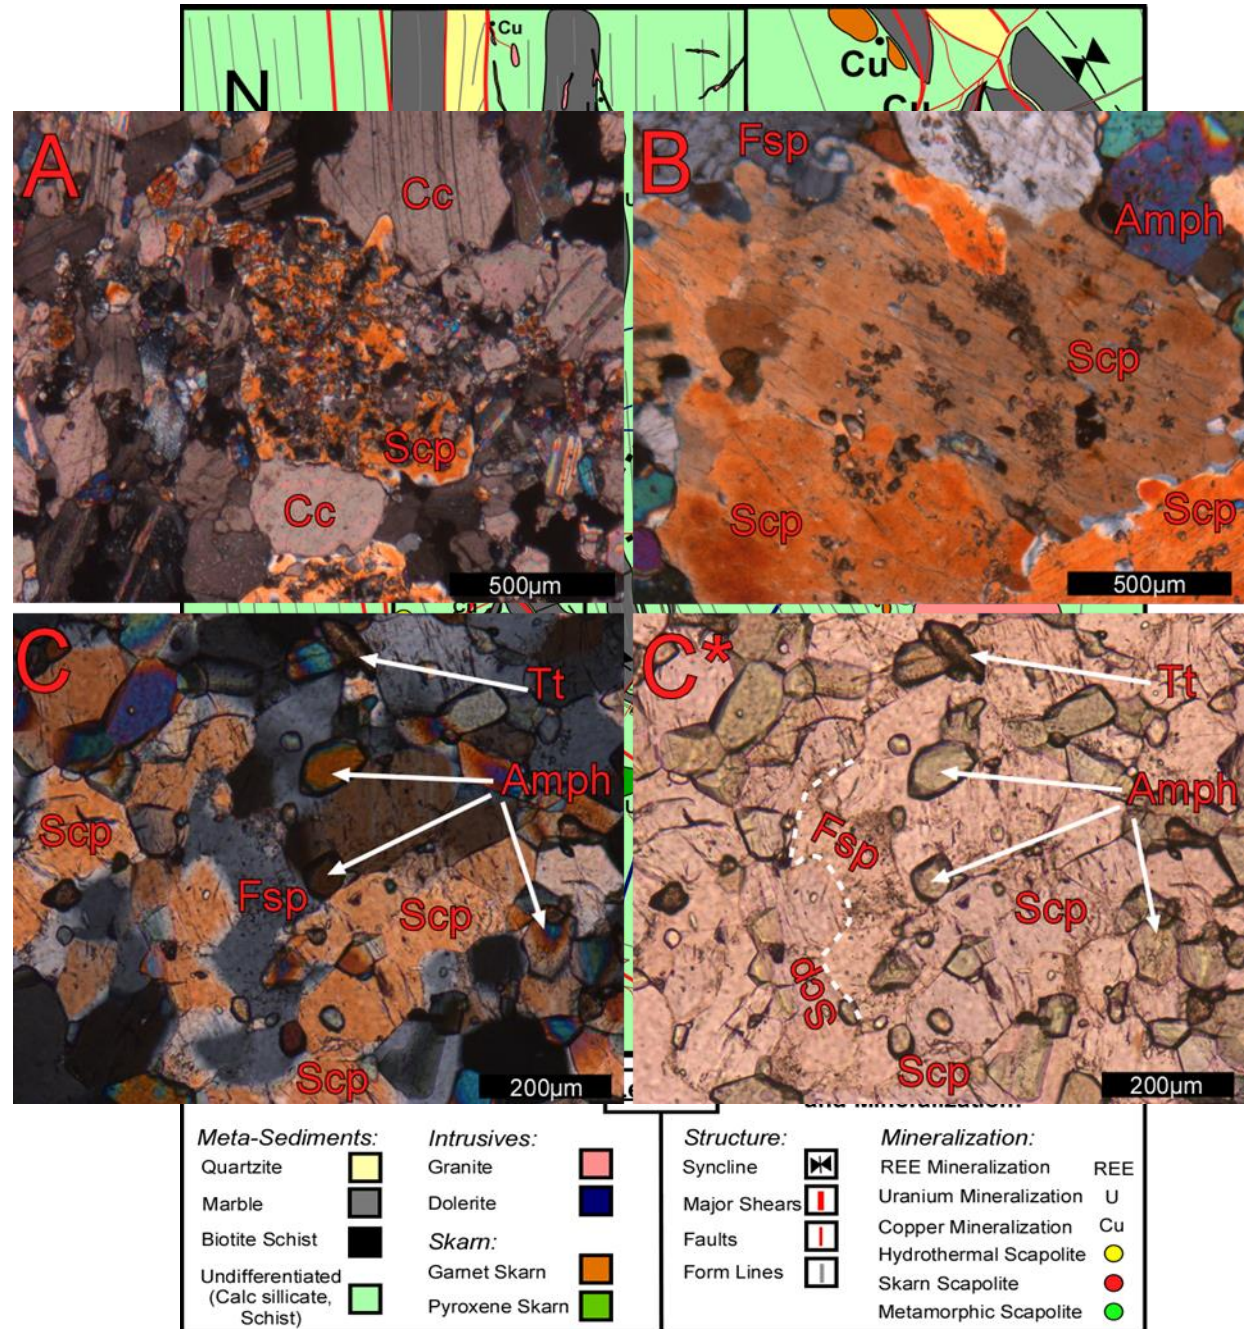 N
Cu
Cu
Cu
A
Cc
Cc
Scp
500µm
B
Fsp
Amph
Scp
Scp
Scp
500µm
C
Tt
Amph
Scp
Fsp
Scp
Scp
200µm
C*
Tt
Amph
Fsp
Scp
Scp
Scp
200µm
Meta-Sediments:
Quartzite
Marble
Biotite Schist
Undifferentiated
(Calc sillicate,
Schist)
Intrusives:
Granite
Dolerite
Skarn:
Garnet Skarn
Pyroxene Skarn
Structure:
Syncline
Major Shears
Faults
Form Lines
Mineralization:
REE Mineralization REE
Uranium Mineralization U
Copper Mineralization Cu
Hydrothermal Scapolite
Skarn Scapolite
Metamorphic Scapolite